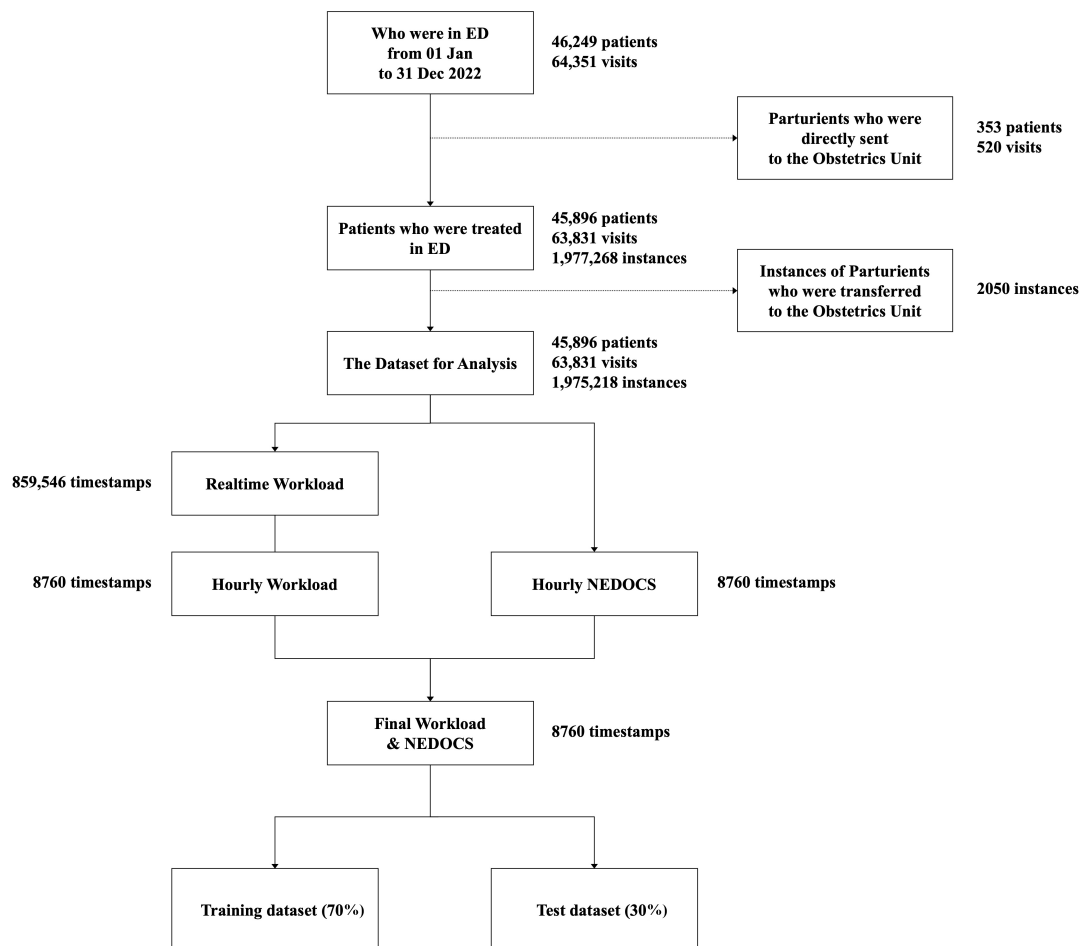 Who were in ED
from 01 Jan
to 31 Dec 2022
46,249 patients
64,351 visits
Parturients who were
directly sent
to the Obstetrics Unit
353 patients
520 visits
Patients who were treated
in ED
45,896 patients
63,831 visits
1,977,268 instances
Instances of Parturients
who were transferred
to the Obstetrics Unit
2050 instances
The Dataset for Analysis
45,896 patients
63,831 visits
1,975,218 instances
859,546 timestamps
Realtime Workload
8760 timestamps
Hourly Workload
Hourly NEDOCS
8760 timestamps
Final Workload
& NEDOCS
8760 timestamps
Training dataset (70%)
Test dataset (30%)